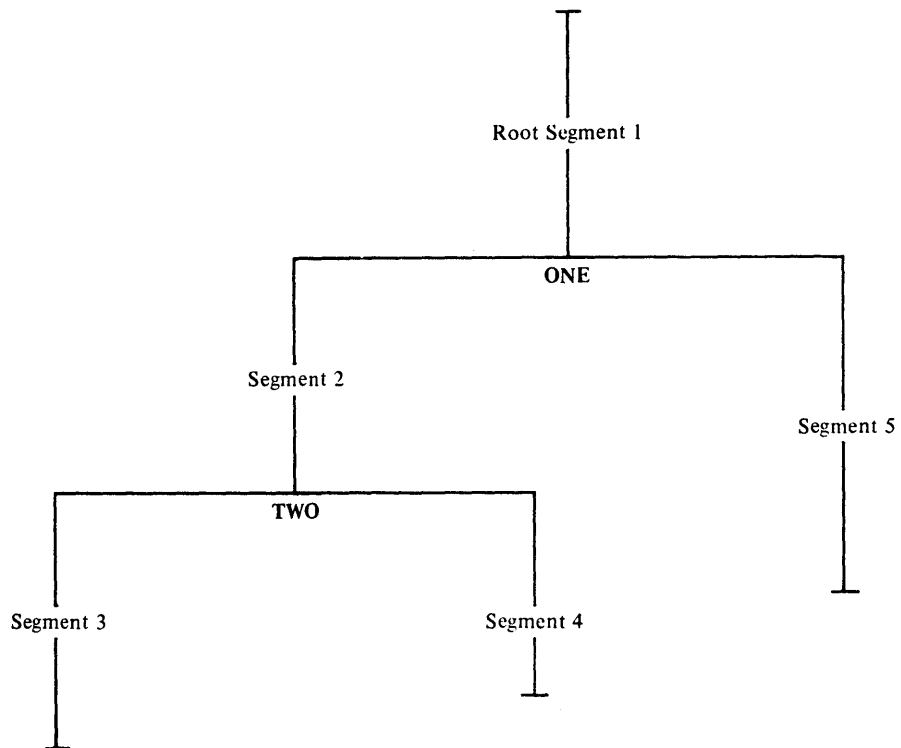 Root Segment 1
ONE
Segment 2
Segment 5
TWO
Segment 3
Segment 4